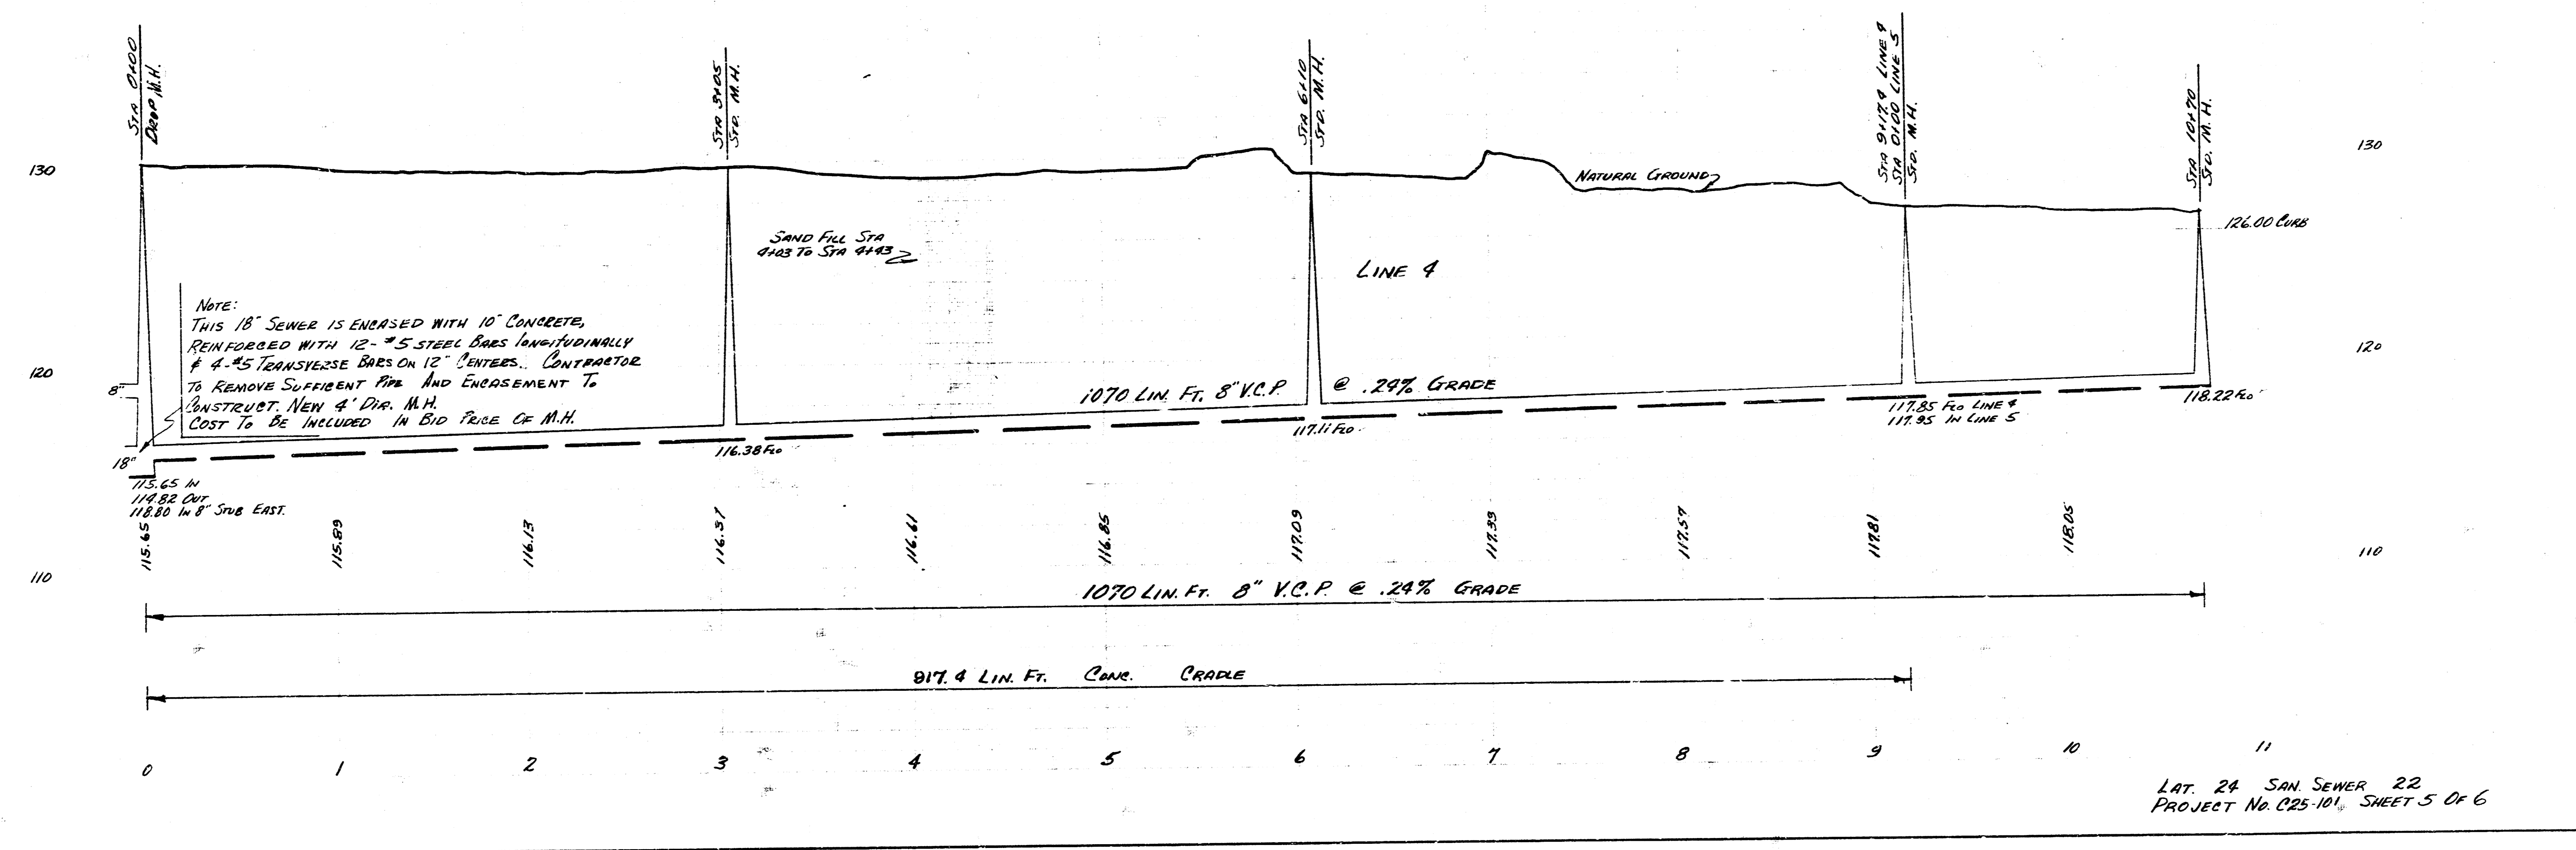 STA 0+00
DROP M.H.
STA 3+05
STD. M.H.
STA 6+10
STD. M.H.
STA 9+17.4 LINE 4
STA 0+00 LINE 5
STD. M.H.
STA 10+70
STD. M.H.
130
130
NATURAL GROUND
126.00 CURB
SAND FILL STA
4+03 TO STA 4+43
LINE 4
NOTE:
THIS 18" SEWER IS ENCASED WITH 10" CONCRETE,
REINFORCED WITH 12-#5 STEEL BARS LONGITUDINALLY
& 4-#5 TRANSVERSE BARS ON 12" CENTERS. CONTRACTOR
TO REMOVE SUFFICENT PIPE AND ENCASEMENT TO
CONSTRUCT NEW 4' DIA. M.H.
COST TO BE INCLUDED IN BID PRICE OF M.H.
120
120
8"
1070 LIN. FT. 8" V.C.P. @ .24% GRADE
18"
116.38 FLO
117.11 FLO
117.85 FLO LINE 4
117.95 IN LINE 5
118.22 FLO
115.65 IN
114.82 OUT
118.80 IN 8" STUB EAST.
115.65
115.89
116.13
116.37
116.61
116.85
117.09
117.33
117.57
117.81
118.05
110
110
1070 LIN. FT. 8" V.C.P. @ .24% GRADE
917.4 LIN. FT. CONC. CRADLE
0 1 2 3 4 5 6 7 8 9 10 11
LAT. 24 SAN. SEWER 22
PROJECT NO. C25-101 SHEET 5 OF 6